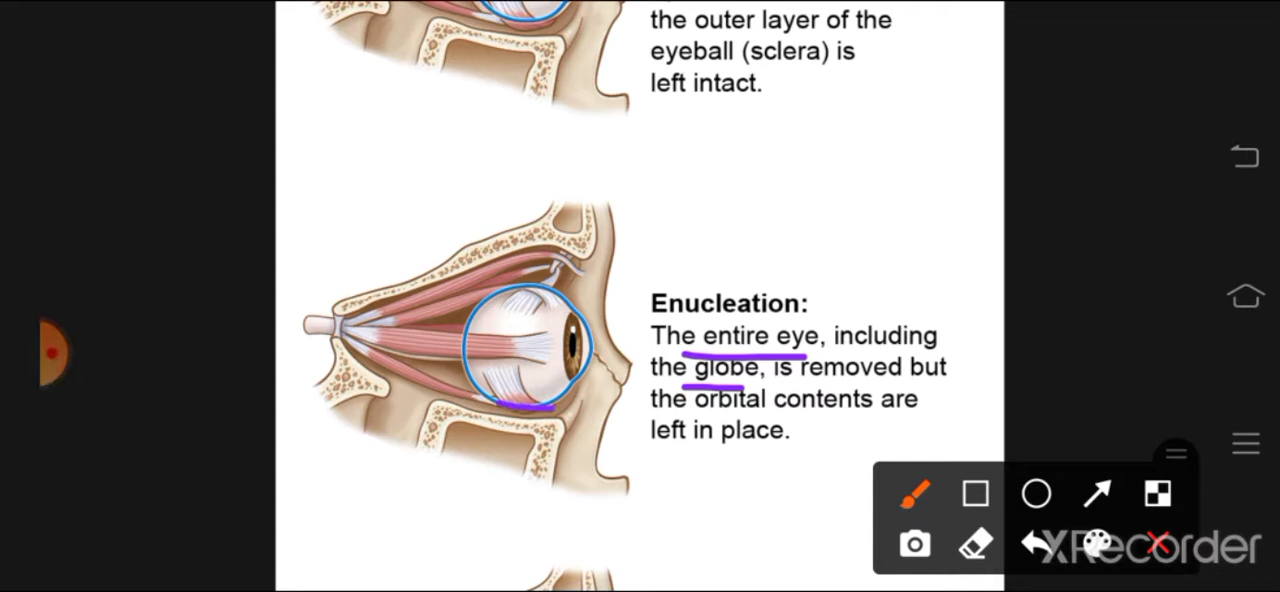 the outer layer of the
eyeball (sclera) is
left intact.
Enucleation:
The entire eye, including
the globe, is removed but
the orbital contents are
left in place.
XRecorder